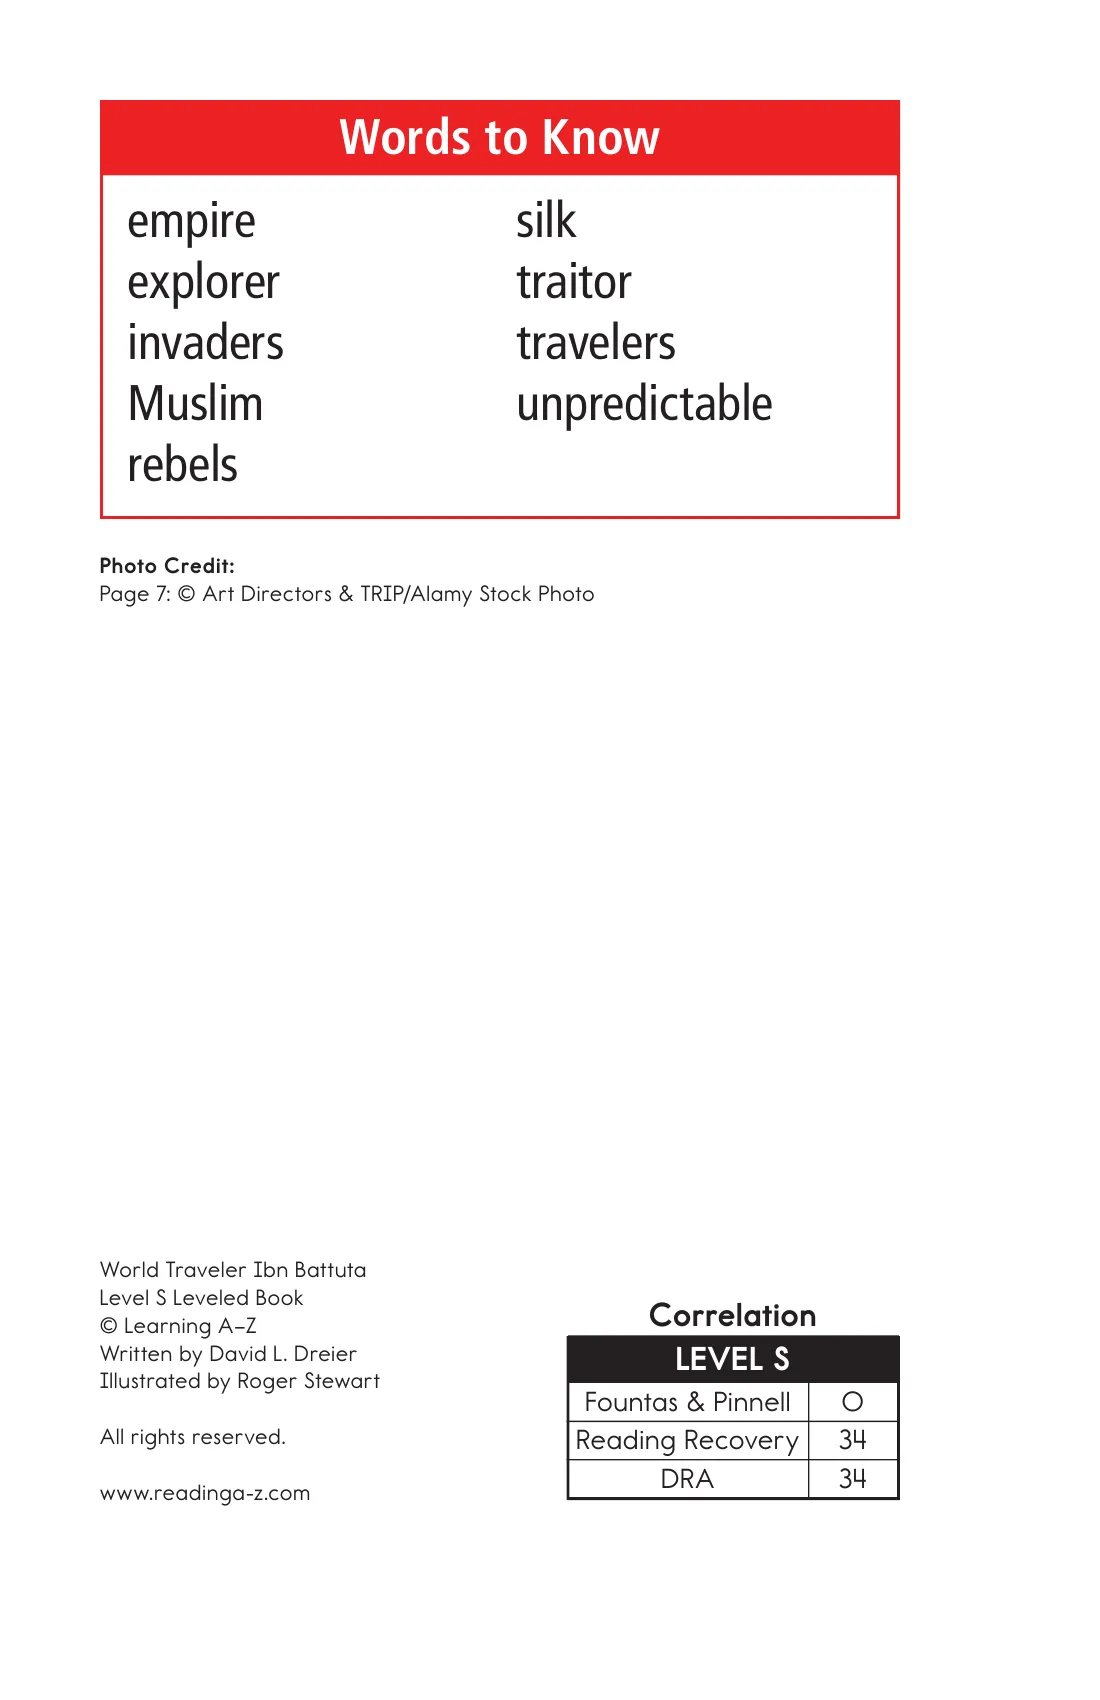 Words to Know
empire
explorer
invaders
Muslim
rebels
silk
traitor
travelers
unpredictable
Photo Credit:
Page 7: © Art Directors & TRIP/Alamy Stock Photo
World Traveler Ibn Battuta
Level S Leveled Book
© Learning A–Z
Written by David L. Dreier
Illustrated by Roger Stewart
All rights reserved.
www.readinga-z.com
Correlation
LEVEL S
Fountas & Pinnell O
Reading Recovery 34
DRA 34